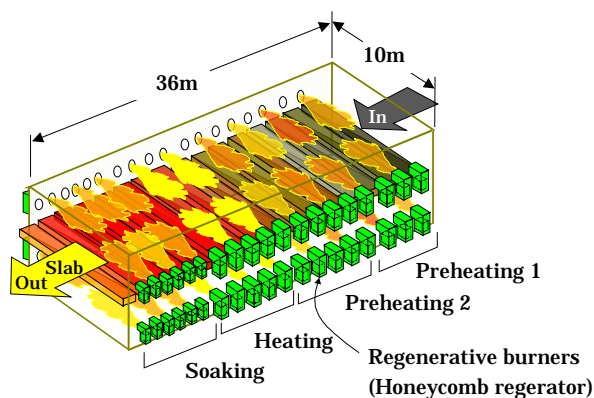 36m
10m
In
Slab
Out
Preheating 1
Preheating 2
Heating
Soaking
Regenerative burners
(Honeycomb regerator)